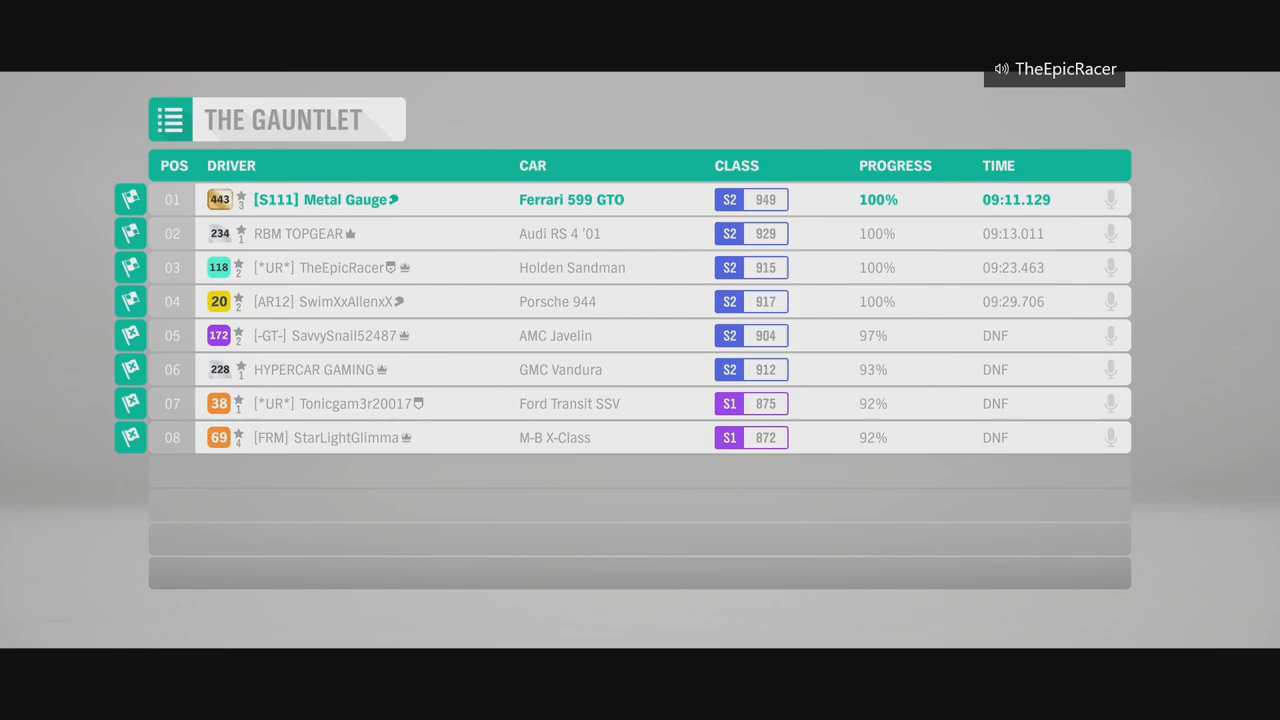 TheEpicRacer
THE GAUNTLET
POS DRIVER CAR CLASS PROGRESS TIME
01 443 3 [S111] Metal Gauge Ferrari 599 GTO S2 949 100% 09:11.129
02 234 1 RBM TOPGEAR Audi RS 4 '01 S2 929 100% 09:13.011
03 118 2 [*UR*] TheEpicRacer Holden Sandman S2 915 100% 09:23.463
04 20 2 [AR12] SwimXxAllenxX Porsche 944 S2 917 100% 09:29.706
05 172 2 [-GT-] SavvySnail52487 AMC Javelin S2 904 97% DNF
06 228 1 HYPERCAR GAMING GMC Vandura S2 912 93% DNF
07 38 1 [*UR*] Tonicgam3r20017 Ford Transit SSV S1 875 92% DNF
08 69 4 [FRM] StarLightGlimma M-B X-Class S1 872 92% DNF